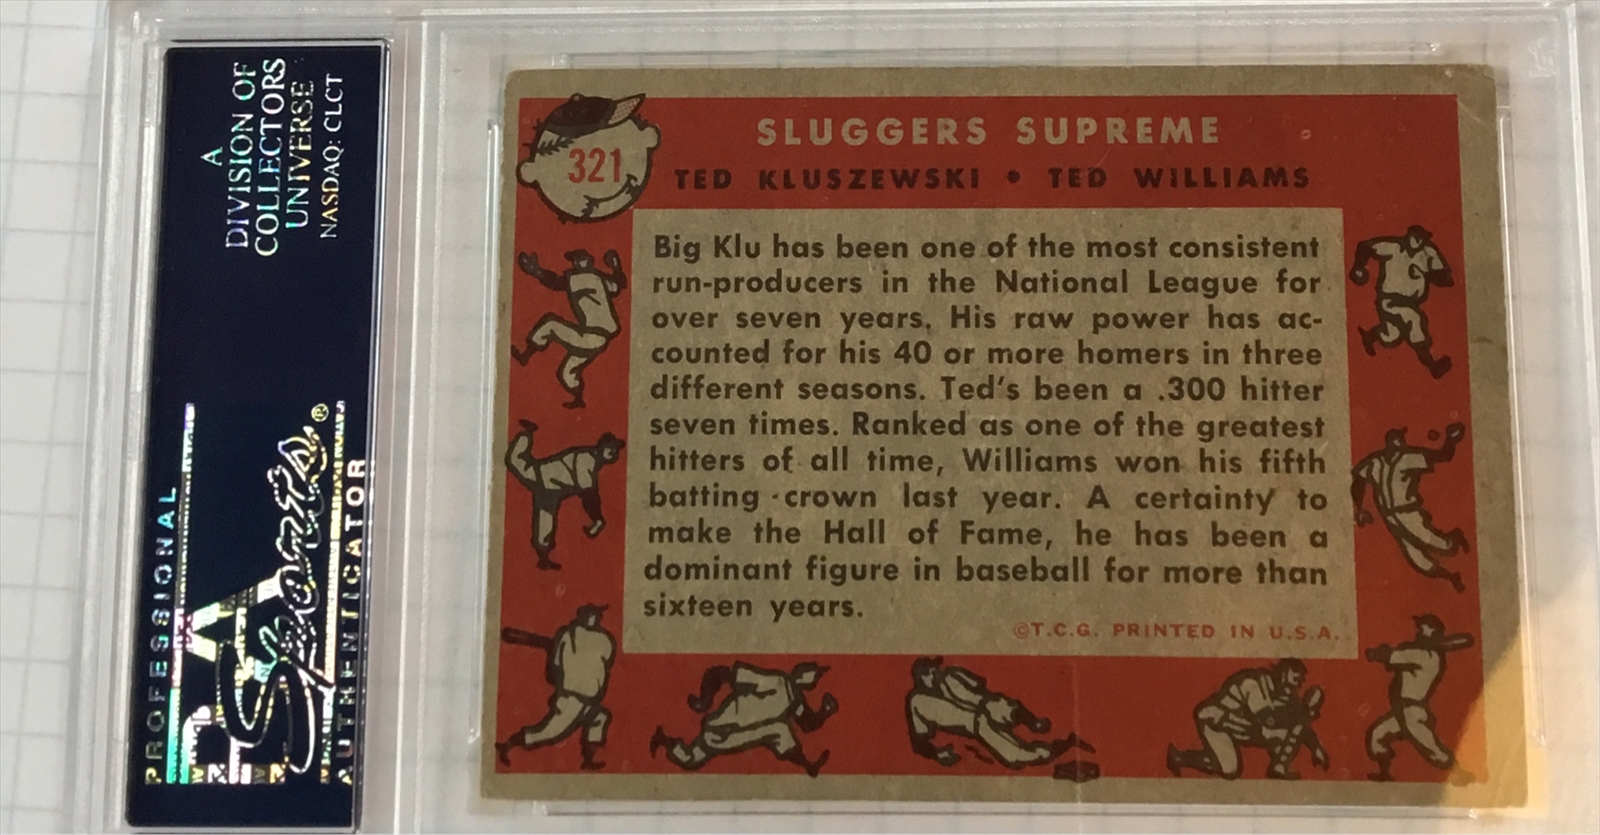 A
DIVISION OF
COLLECTORS
UNIVERSE
NASDAQ: CLCT
PROFESSIONAL
PSA
Sports®
AUTHENTICATOR
321
SLUGGERS SUPREME
TED KLUSZEWSKI • TED WILLIAMS
Big Klu has been one of the most consistent
run-producers in the National League for
over seven years. His raw power has ac-
counted for his 40 or more homers in three
different seasons. Ted's been a .300 hitter
seven times. Ranked as one of the greatest
hitters of all time, Williams won his fifth
batting crown last year. A certainty to
make the Hall of Fame, he has been a
dominant figure in baseball for more than
sixteen years.
©T.C.G. PRINTED IN U.S.A.